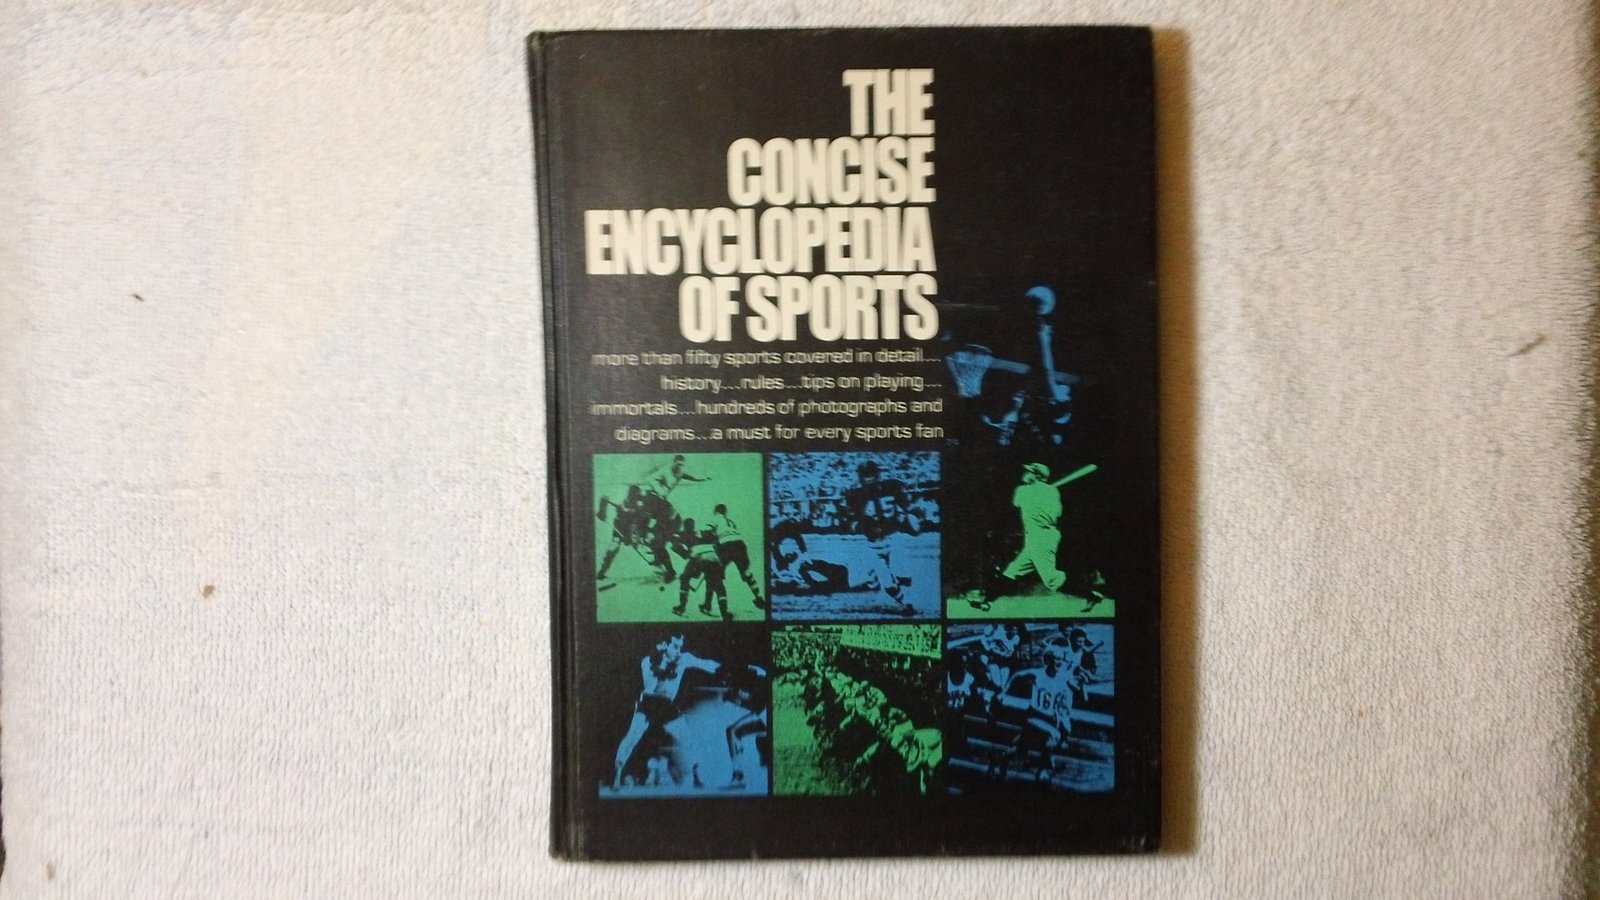 THE
CONCISE
ENCYCLOPEDIA
OF SPORTS
more than fifty sports covered in detail...
history...rules...tips on playing...
immortals...hundreds of photographs and
diagrams...a must for every sports fan
45